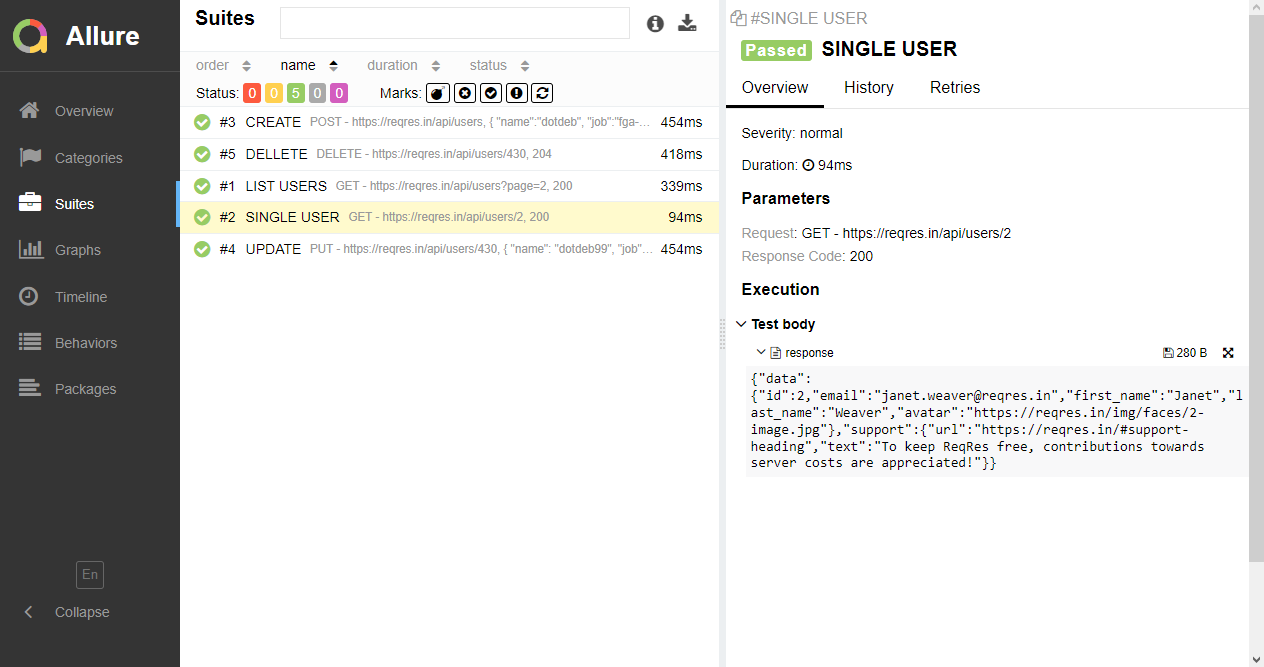 Allure
Overview
Categories
Suites
Graphs
Timeline
Behaviors
Packages
En
Collapse
Suites
order name duration status
Status: 0 0 5 0 0 Marks:
#3 CREATE POST - https://reqres.in/api/users, { "name":"dotdeb", "job":"fga-... 454ms
#5 DELLETE DELETE - https://reqres.in/api/users/430, 204 418ms
#1 LIST USERS GET - https://reqres.in/api/users?page=2, 200 339ms
#2 SINGLE USER GET - https://reqres.in/api/users/2, 200 94ms
#4 UPDATE PUT - https://reqres.in/api/users/430, { "name": "dotdeb99", "job"... 454ms
#SINGLE USER
Passed SINGLE USER
Overview History Retries
Severity: normal
Duration: 94ms
Parameters
Request: GET - https://reqres.in/api/users/2
Response Code: 200
Execution
Test body
response 280 B
{"data":
{"id":2,"email":"janet.weaver@reqres.in","first_name":"Janet","l
ast_name":"Weaver","avatar":"https://reqres.in/img/faces/2-
image.jpg"},"support":{"url":"https://reqres.in/#support-
heading","text":"To keep ReqRes free, contributions towards
server costs are appreciated!"}}